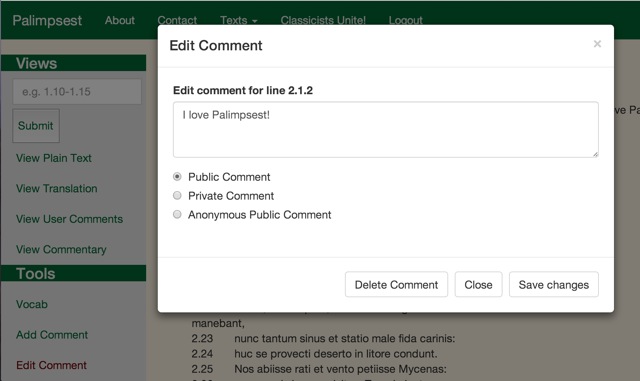 Palimpsest About Contact Texts Classicists Unite! Logout
Edit Comment ×
Edit comment for line 2.1.2
I love Palimpsest!
Public Comment
Private Comment
Anonymous Public Comment
Delete Comment Close Save changes
Views
e.g. 1.10-1.15
Submit
View Plain Text
View Translation
View User Comments
View Commentary
Tools
Vocab
Add Comment
Edit Comment
manebant,
2.23 nunc tantum sinus et statio male fida carinis:
2.24 huc se provecti deserto in litore condunt.
2.25 Nos abiisse rati et vento petiisse Mycenas: